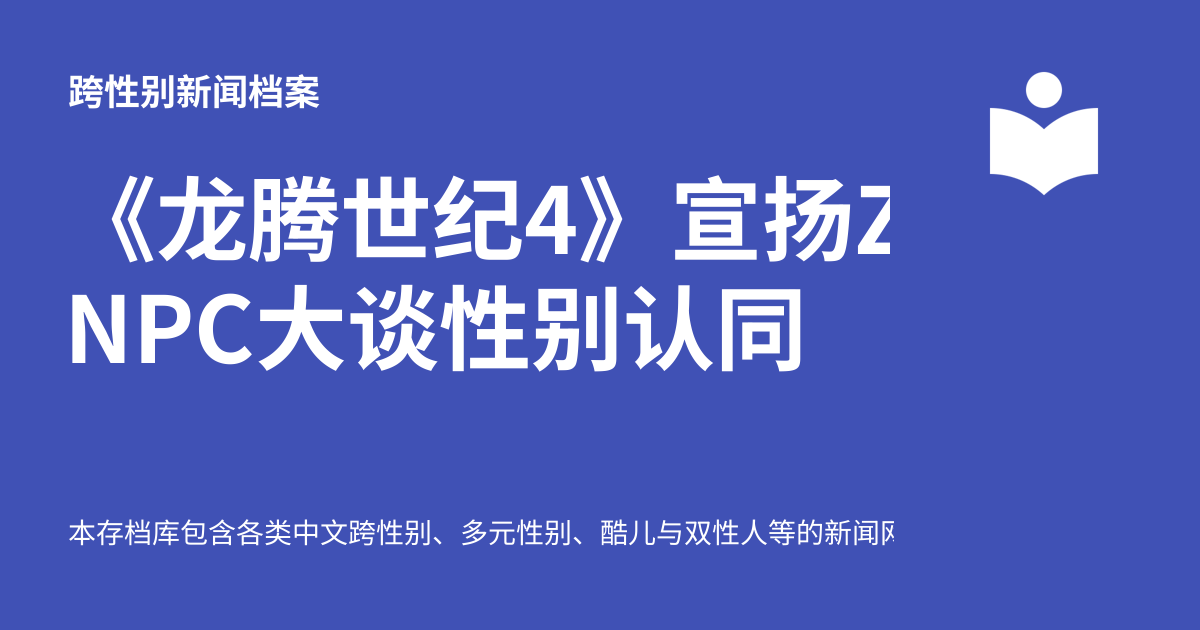 跨性别新闻档案
《龙腾世纪4》宣扬
NPC大谈性别认同
本存档库包含各类中文跨性别、多元性别、酷儿与双性人等的新闻